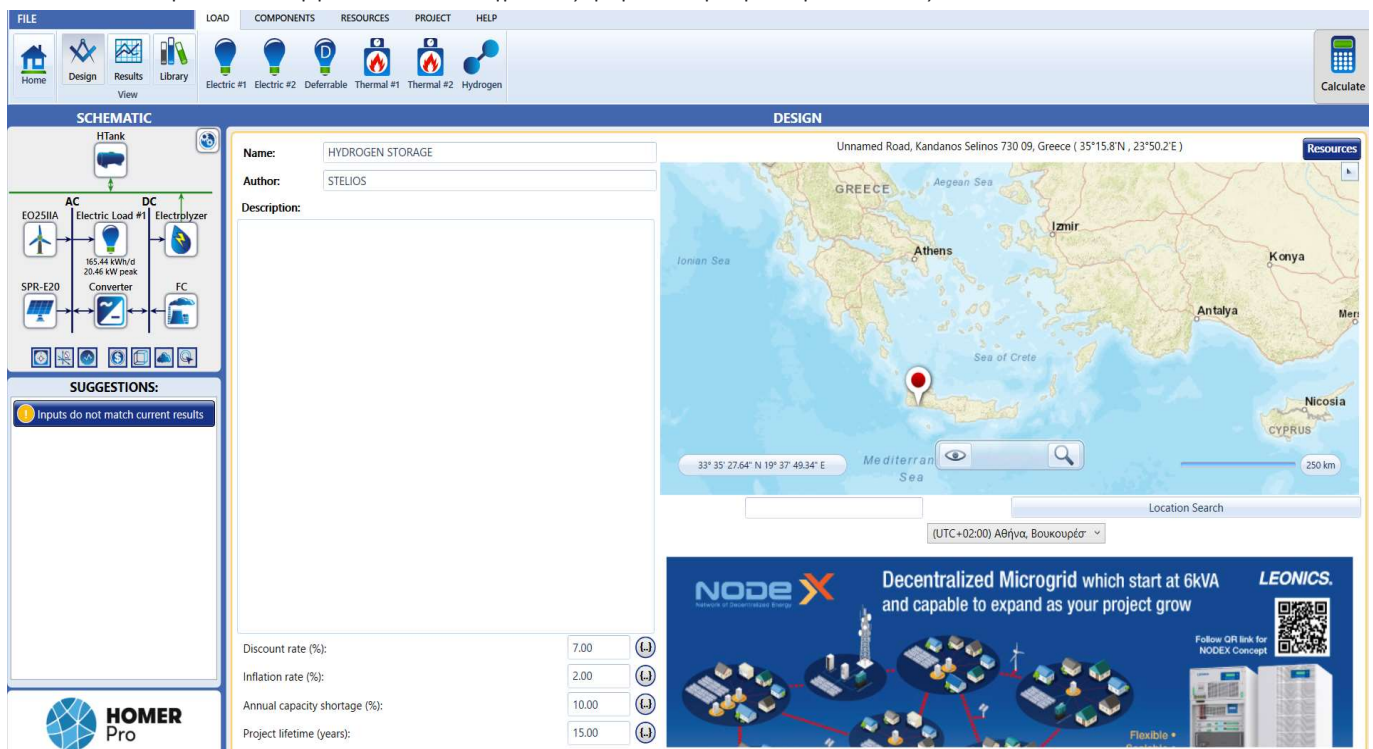 FILE
LOAD
COMPONENTS
RESOURCES
PROJECT
HELP
Home
Design
Results
Library
View
Electric #1
Electric #2
D
Deferrable
Thermal #1
Thermal #2
Hydrogen
Calculate
SCHEMATIC
HTank
AC
DC
EO25IIA
Electric Load #1
Electrolyzer
165.44 kWh/d
20.46 kW peak
SPR-E20
Converter
FC
SUGGESTIONS:
Inputs do not match current results
HOMER
Pro
DESIGN
Name: HYDROGEN STORAGE
Author: STELIOS
Description:
Discount rate (%): 7.00 {..}
Inflation rate (%): 2.00 {..}
Annual capacity shortage (%): 10.00 {..}
Project lifetime (years): 15.00 {..}
Unnamed Road, Kandanos Selinos 730 09, Greece ( 35°15.8'N , 23°50.2'E )
Resources
GREECE
Aegean Sea
Izmir
Ionian Sea
Athens
Konya
Antalya
Mers
Sea of Crete
Nicosia
CYPRUS
33° 35' 27.64" N 19° 37' 49.34" E
Mediterran
Sea
250 km
Location Search
(UTC+02:00) Αθήνα, Βουκουρέσ
NODE X
Network of Decentralized Energy
Decentralized Microgrid which start at 6kVA
and capable to expand as your project grow
LEONICS.
Follow QR link for
NODEX Concept
Flexible •